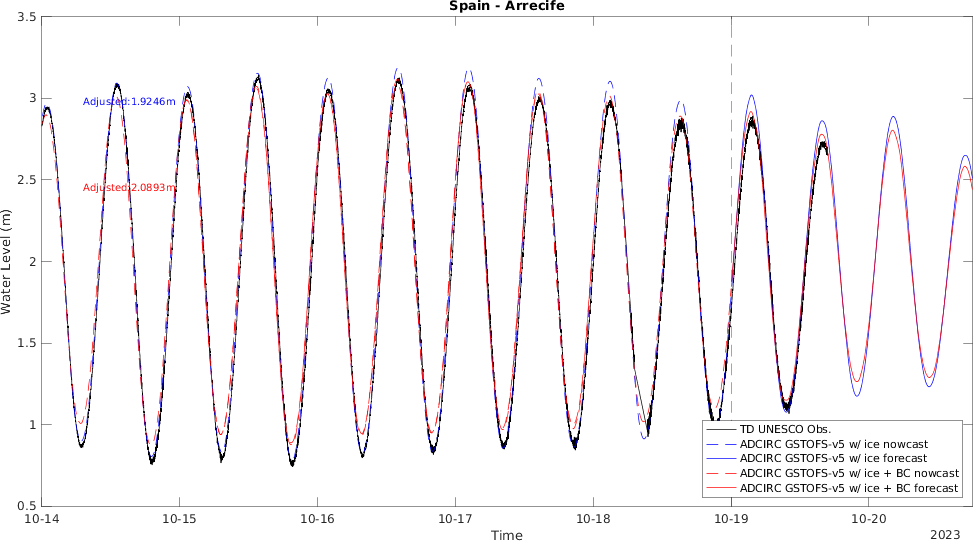 Spain - Arrecife
3.5
3
2.5
2
1.5
1
0.5
Water Level (m)
Adjusted:1.9246m
Adjusted:2.0893m
TD UNESCO Obs.
ADCIRC GSTOFS-v5 w/ ice nowcast
ADCIRC GSTOFS-v5 w/ ice forecast
ADCIRC GSTOFS-v5 w/ ice + BC nowcast
ADCIRC GSTOFS-v5 w/ ice + BC forecast
10-14 10-15 10-16 10-17 10-18 10-19 10-20
Time
2023